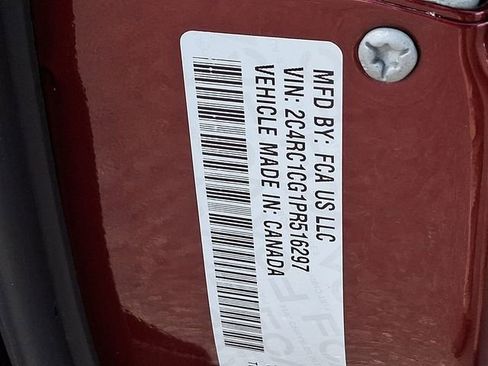 MFD BY: FCA US LLC
VIN: 2C4RC1CG1PR516297
VEHICLE MADE IN: CANADA